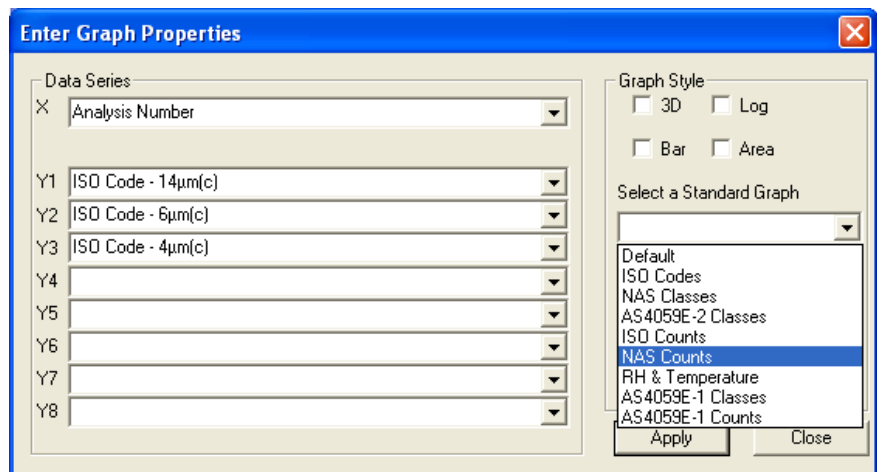 Enter Graph Properties
Data Series
X Analysis Number
Y1 ISO Code - 14µm(c)
Y2 ISO Code - 6µm(c)
Y3 ISO Code - 4µm(c)
Y4
Y5
Y6
Y7
Y8
Graph Style
3D Log
Bar Area
Select a Standard Graph
Default
ISO Codes
NAS Classes
AS4059E-2 Classes
ISO Counts
NAS Counts
RH & Temperature
AS4059E-1 Classes
AS4059E-1 Counts
Apply Close